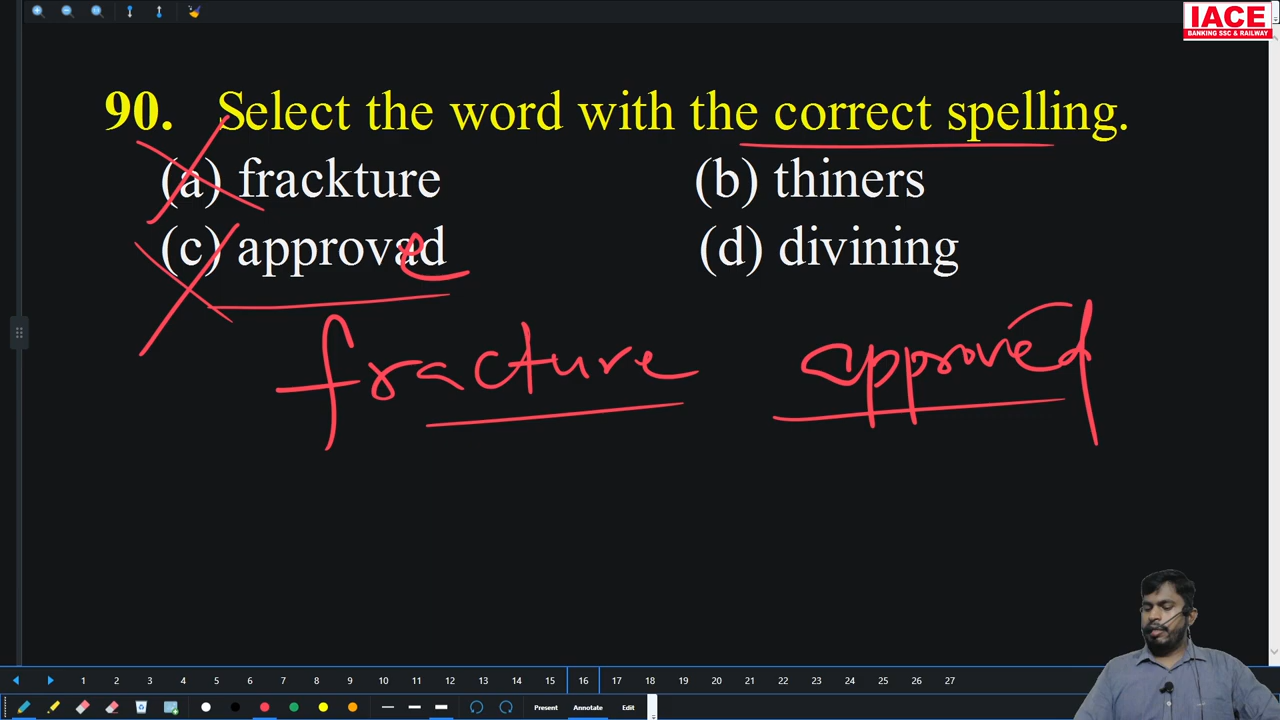 IACE
BANKING SSC & RAILWAY
90. Select the word with the correct spelling.
(a) frackture (b) thiners
(c) approvad (d) divining
e
fracture approved
1 2 3 4 5 6 7 8 9 10 11 12 13 14 15 16 17 18 19 20 21 22 23 24 25 26 27
Present Annotate Edit